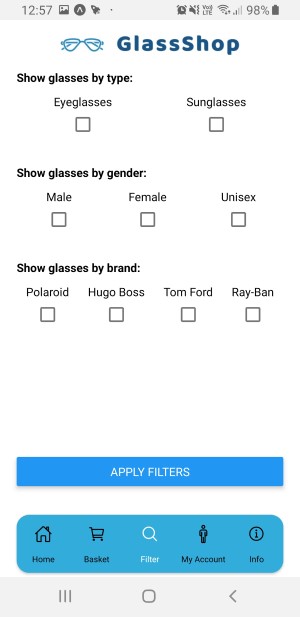 12:57 98%
GlassShop
Show glasses by type:
Eyeglasses Sunglasses
Show glasses by gender:
Male Female Unisex
Show glasses by brand:
Polaroid Hugo Boss Tom Ford Ray-Ban
APPLY FILTERS
Home Basket Filter My Account Info